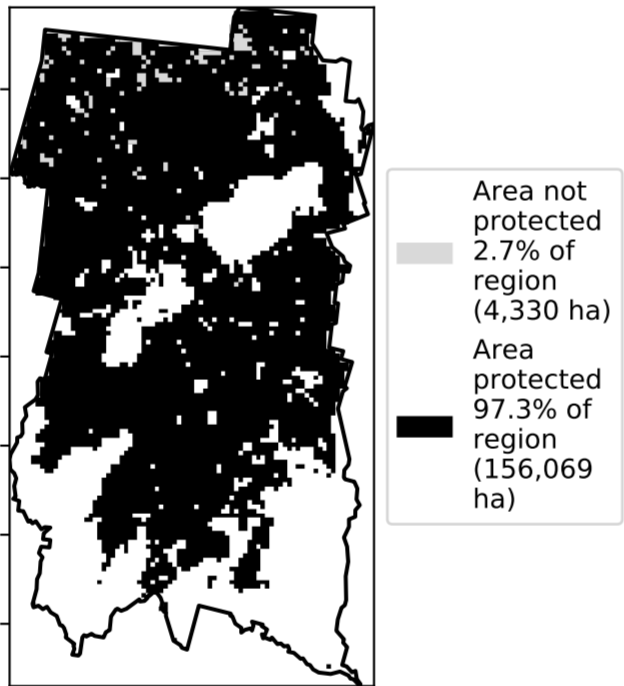 Area not
protected
2.7% of
region
(4,330 ha)
Area
protected
97.3% of
region
(156,069
ha)